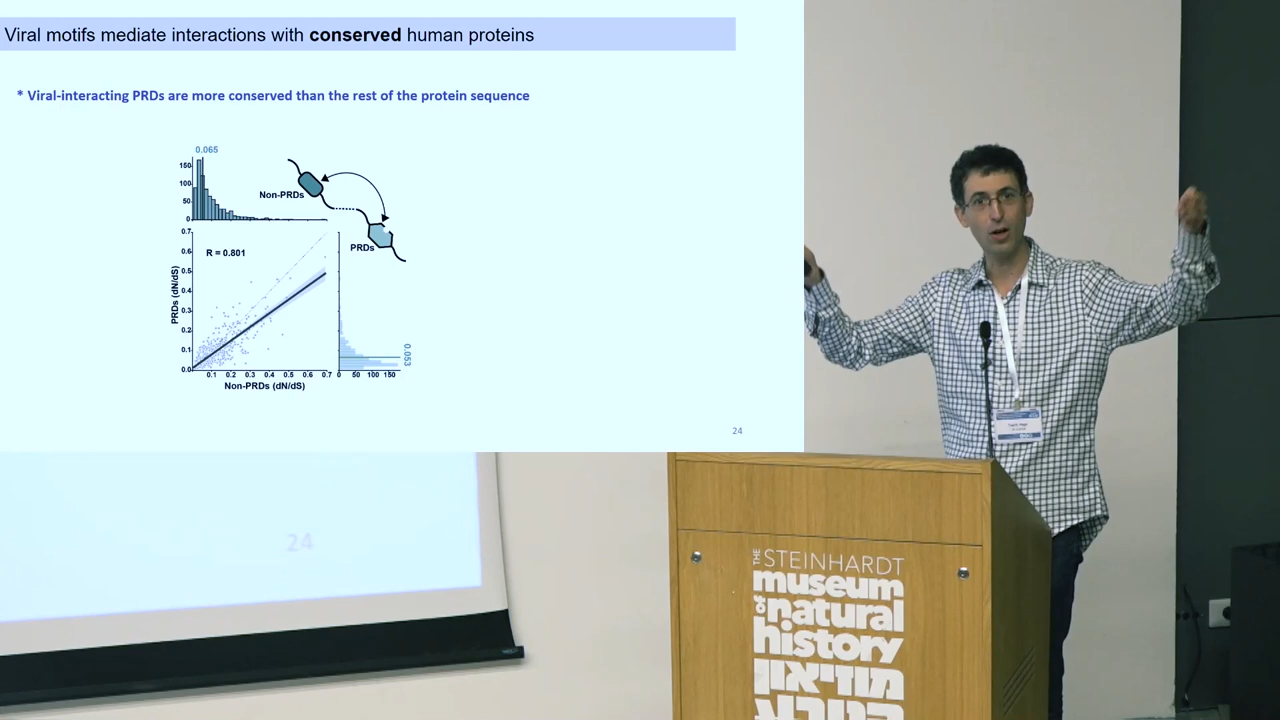 Viral motifs mediate interactions with conserved human proteins
* Viral-interacting PRDs are more conserved than the rest of the protein sequence
0.065
150
100
50
0
Non-PRDs
PRDs
R = 0.801
0.7
0.6
0.5
0.4
0.3
0.2
0.1
0.0
PRDs (dN/dS)
0.1 0.2 0.3 0.4 0.5 0.6 0.7
Non-PRDs (dN/dS)
0 50 100 150
0.053
24
24
THE STEINHARDT
museum
of natural
history
מוזיאון